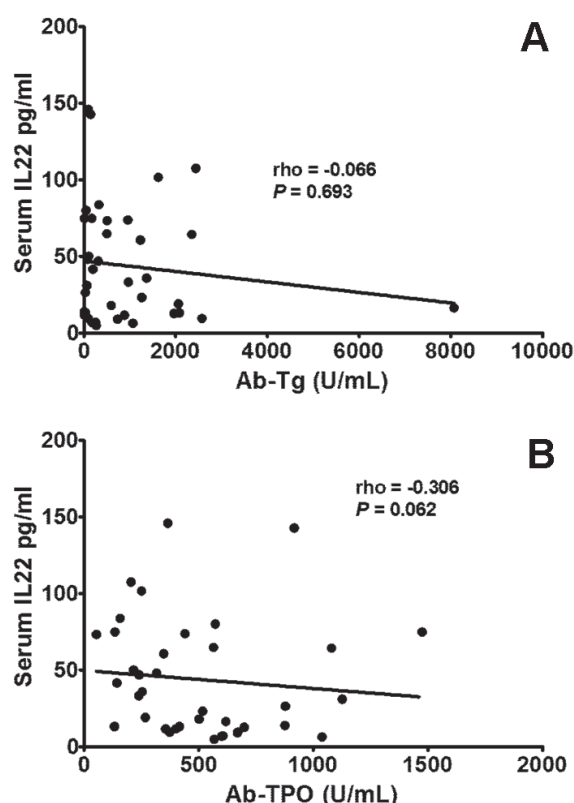 A
200
150
100
50
0
Serum IL22 pg/ml
rho = -0.066
P = 0.693
0 2000 4000 6000 8000 10000
Ab-Tg (U/mL)
B
200
150
100
50
0
Serum IL22 pg/ml
rho = -0.306
P = 0.062
0 500 1000 1500 2000
Ab-TPO (U/mL)